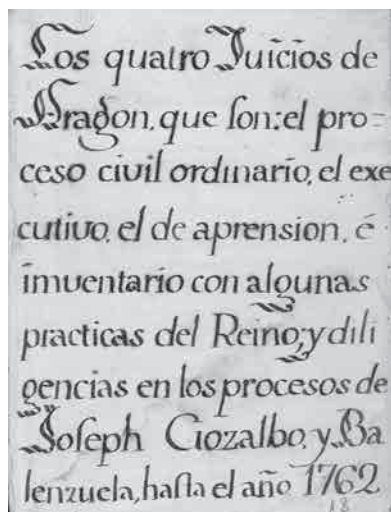 Los quatro Juicios de
Aragon, que son: el pro=
ceso civil ordinario, el exe
cutivo, el de aprension, é
imuentario con algunas
practicas del Reino; y dili
gencias en los procesos de
Joseph Ciozalbo, y Ba
lenzuela, hasta el año 1762
18